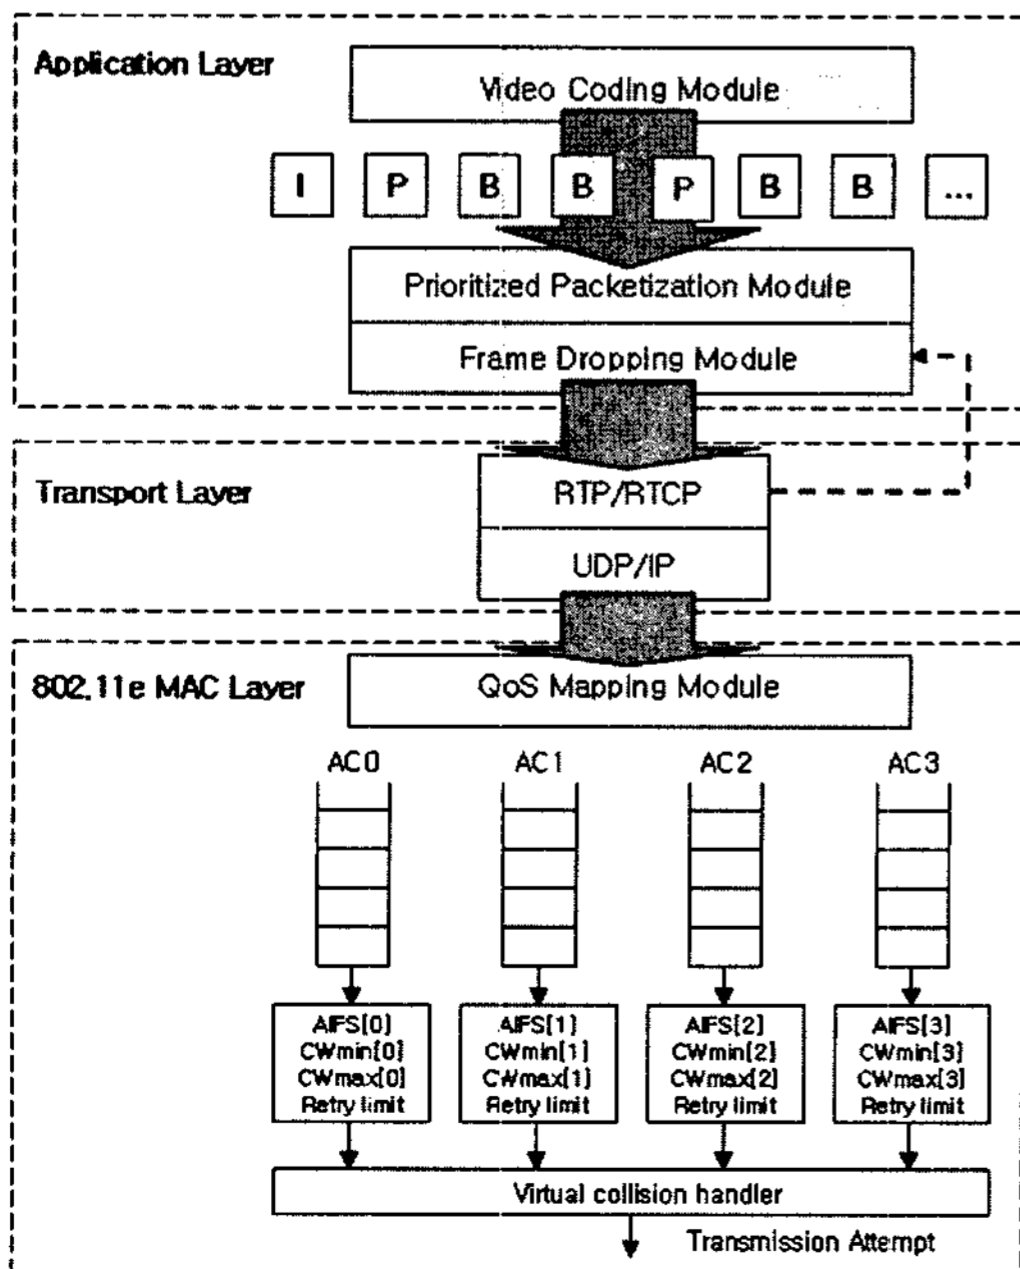 Application Layer
Video Coding Module
I P B B P B B ...
Prioritized Packetization Module
Frame Dropping Module
Transport Layer
RTP/RTCP
UDP/IP
802.11e MAC Layer
QoS Mapping Module
AC0 AC1 AC2 AC3
AIFS[0] AIFS[1] AIFS[2] AIFS[3]
CWmin[0] CWmin[1] CWmin[2] CWmin[3]
CWmax[0] CWmax[1] CWmax[2] CWmax[3]
Retry limit Retry limit Retry limit Retry limit
Virtual collision handler
Transmission Attempt